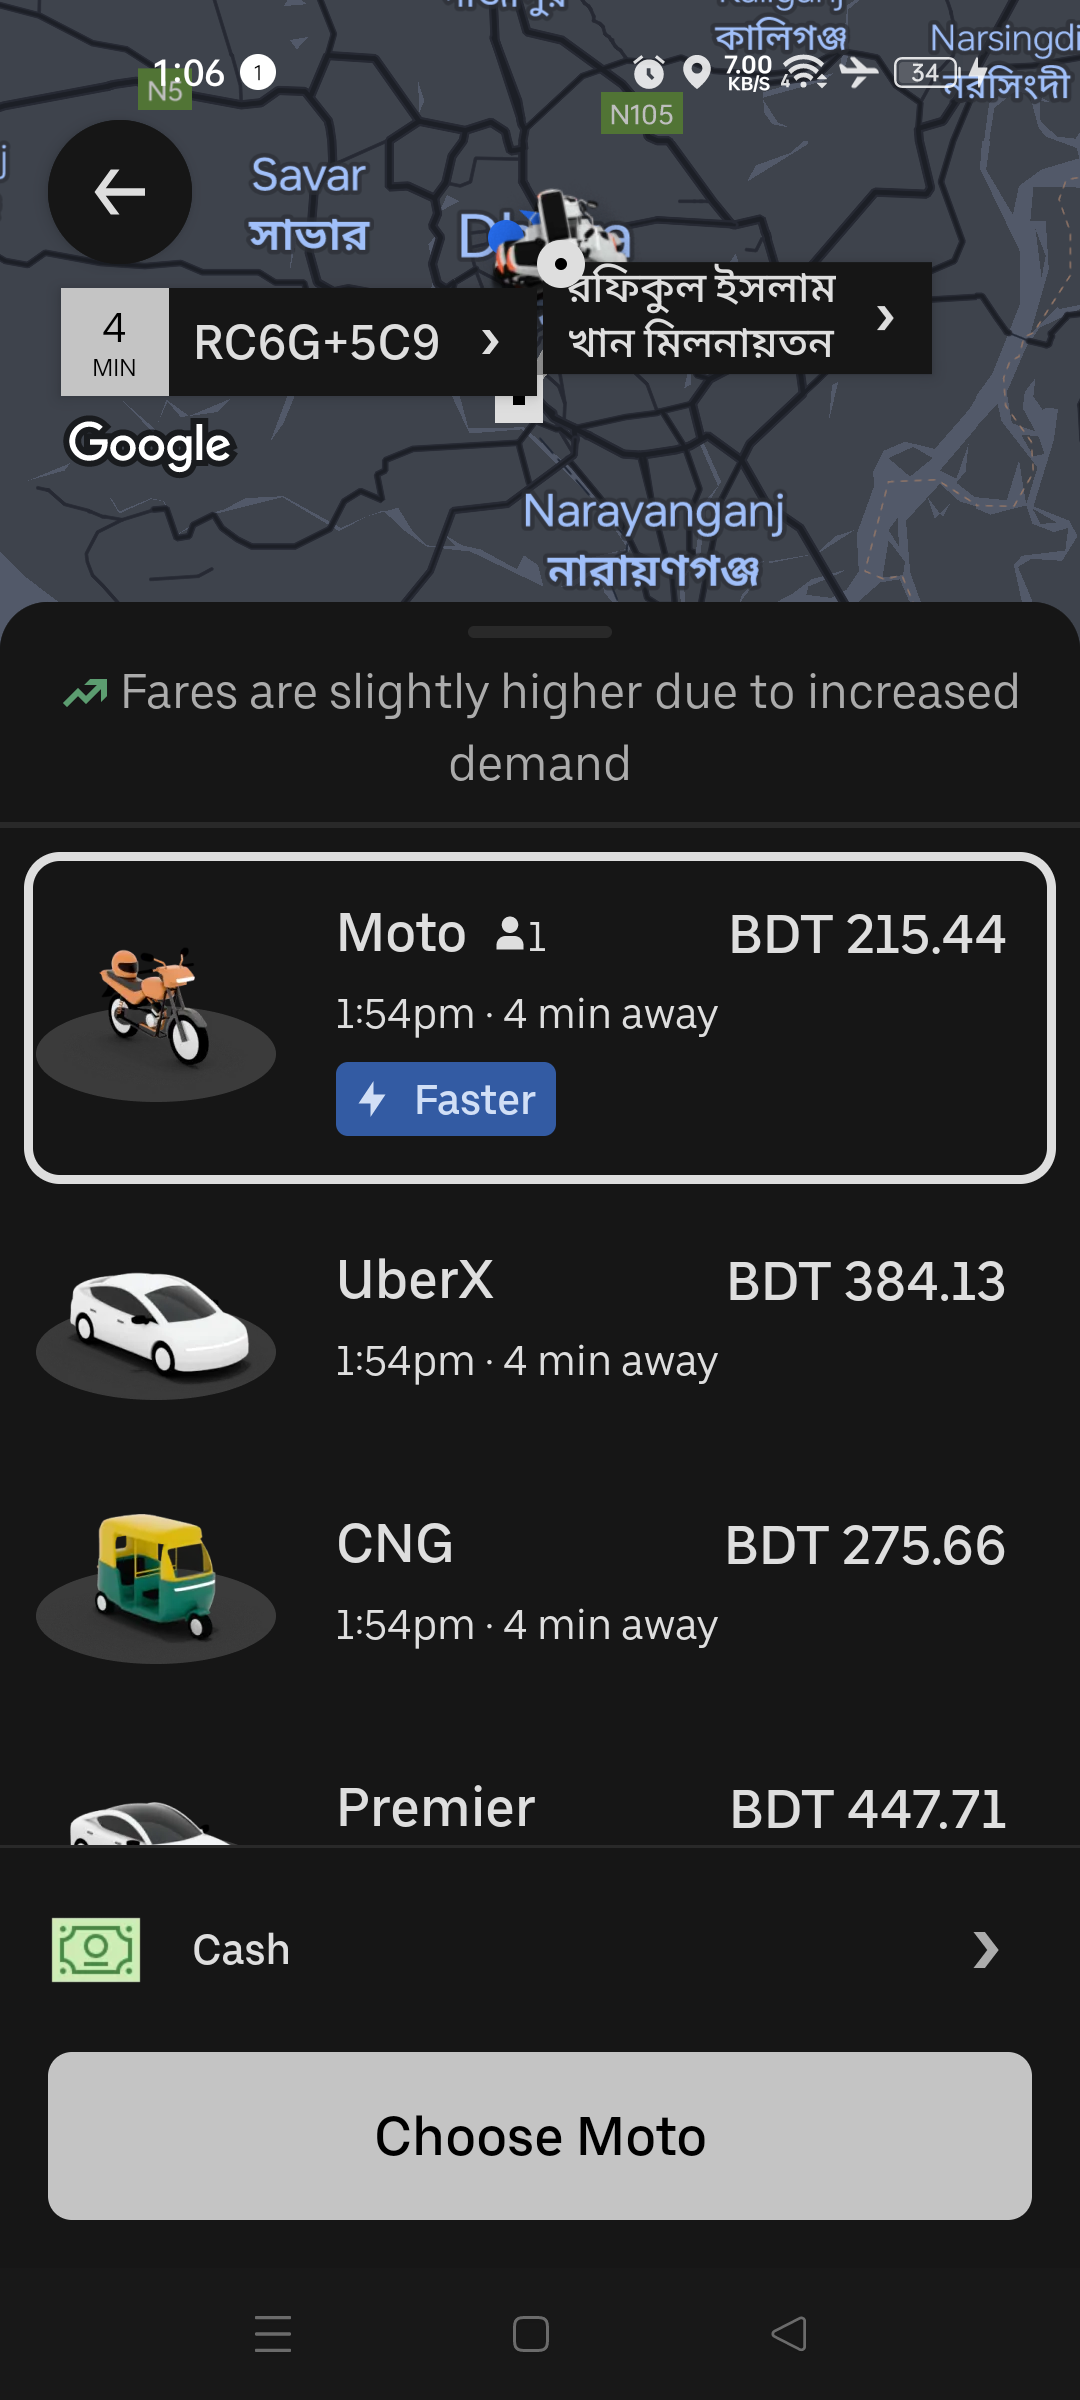 কালিগঞ্জ
Narsingdi
1:06
1
7.00
KB/S
4
34
N5
নরসিংদী
N105
Savar
সাভার
রফিকুল ইসলাম
খান মিলনায়তন
4
MIN
RC6G+5C9
Google
Narayanganj
নারায়ণগঞ্জ
Fares are slightly higher due to increased
demand
Moto 1 BDT 215.44
1:54pm · 4 min away
Faster
UberX BDT 384.13
1:54pm · 4 min away
CNG BDT 275.66
1:54pm · 4 min away
Premier BDT 447.71
Cash
Choose Moto